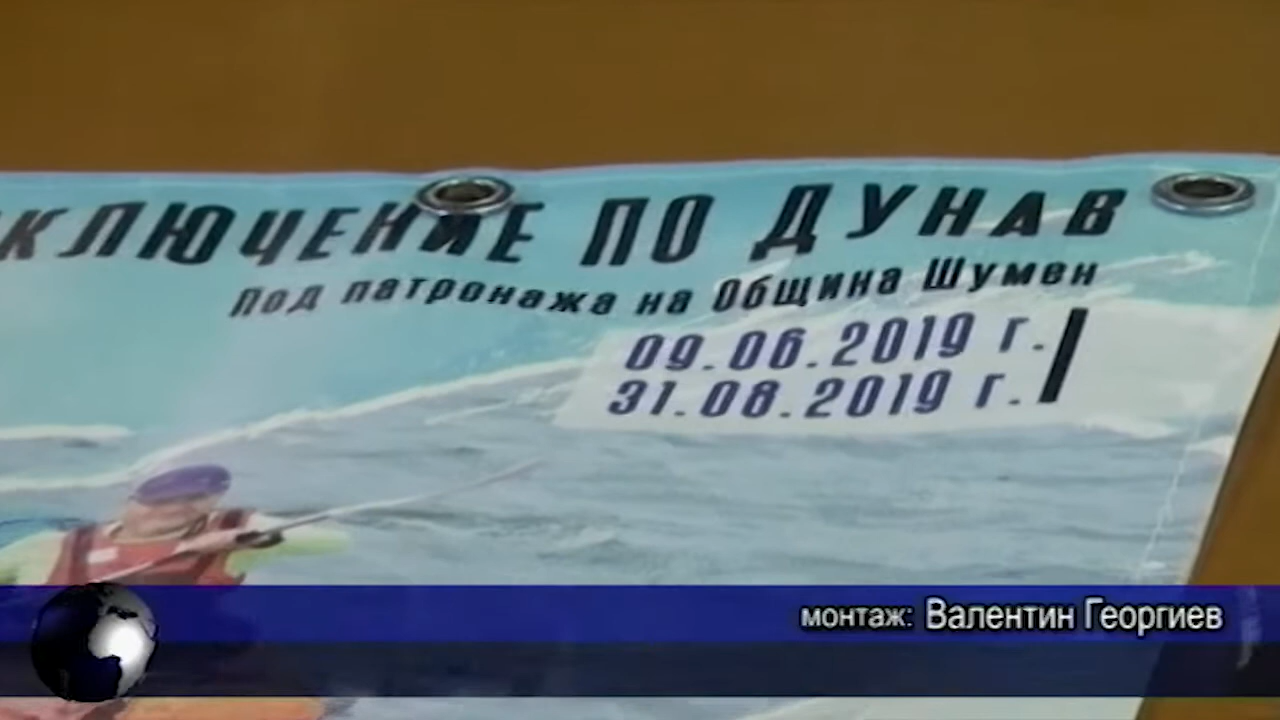 КЛЮЧЕНИЕ ПО ДУНАВ
Под патронажа на Община Шумен
09.06.2019 г.
31.08.2019 г.
монтаж: Валентин Георгиев